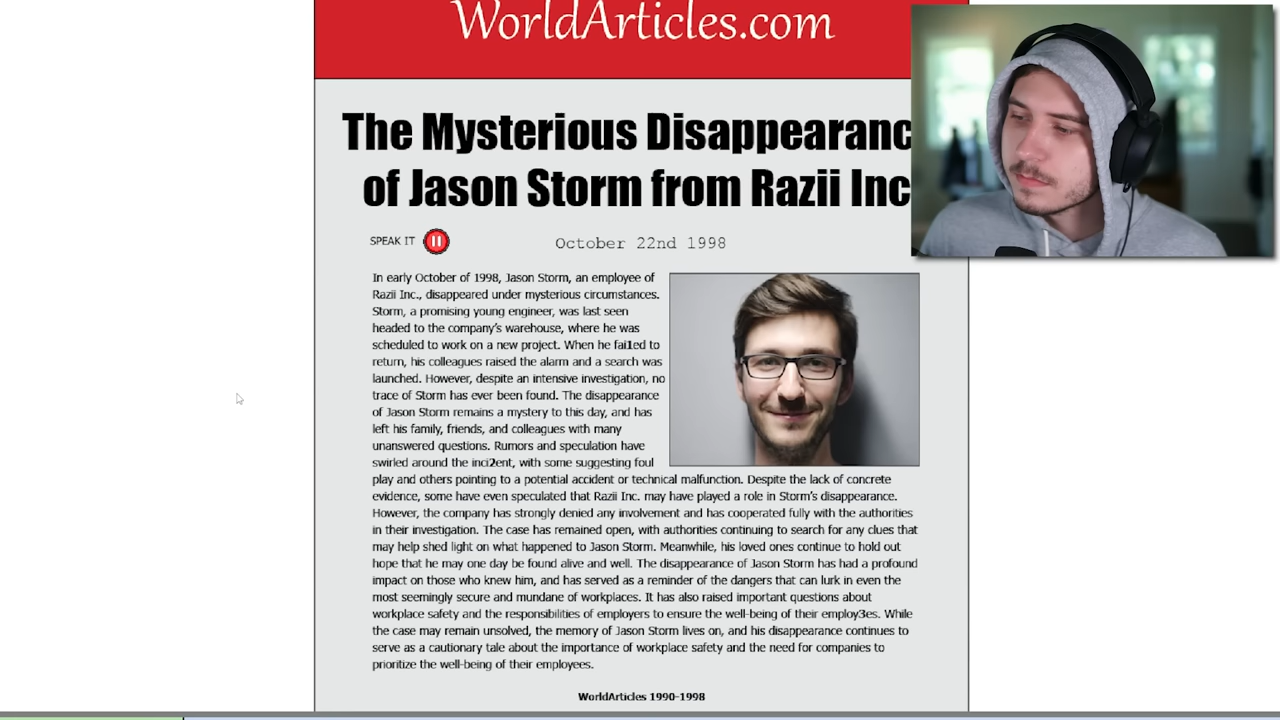 WorldArticles.com
The Mysterious Disappearanc
of Jason Storm from Razii Inc
SPEAK IT
October 22nd 1998
In early October of 1998, Jason Storm, an employee of
Razii Inc., disappeared under mysterious circumstances.
Storm, a promising young engineer, was last seen
headed to the company's warehouse, where he was
scheduled to work on a new project. When he fai1ed to
return, his colleagues raised the alarm and a search was
launched. However, despite an intensive investigation, no
trace of Storm has ever been found. The disappearance
of Jason Storm remains a mystery to this day, and has
left his family, friends, and colleagues with many
unanswered questions. Rumors and speculation have
swirled around the inci2ent, with some suggesting foul
play and others pointing to a potential accident or technical malfunction. Despite the lack of concrete
evidence, some have even speculated that Razii Inc. may have played a role in Storm's disappearance.
However, the company has strongly denied any involvement and has cooperated fully with the authorities
in their investigation. The case has remained open, with authorities continuing to search for any clues that
may help shed light on what happened to Jason Storm. Meanwhile, his loved ones continue to hold out
hope that he may one day be found alive and well. The disappearance of Jason Storm has had a profound
impact on those who knew him, and has served as a reminder of the dangers that can lurk in even the
most seemingly secure and mundane of workplaces. It has also raised important questions about
workplace safety and the responsibilities of employers to ensure the well-being of their employ3es. While
the case may remain unsolved, the memory of Jason Storm lives on, and his disappearance continues to
serve as a cautionary tale about the importance of workplace safety and the need for companies to
prioritize the well-being of their employees.
WorldArticles 1990-1998